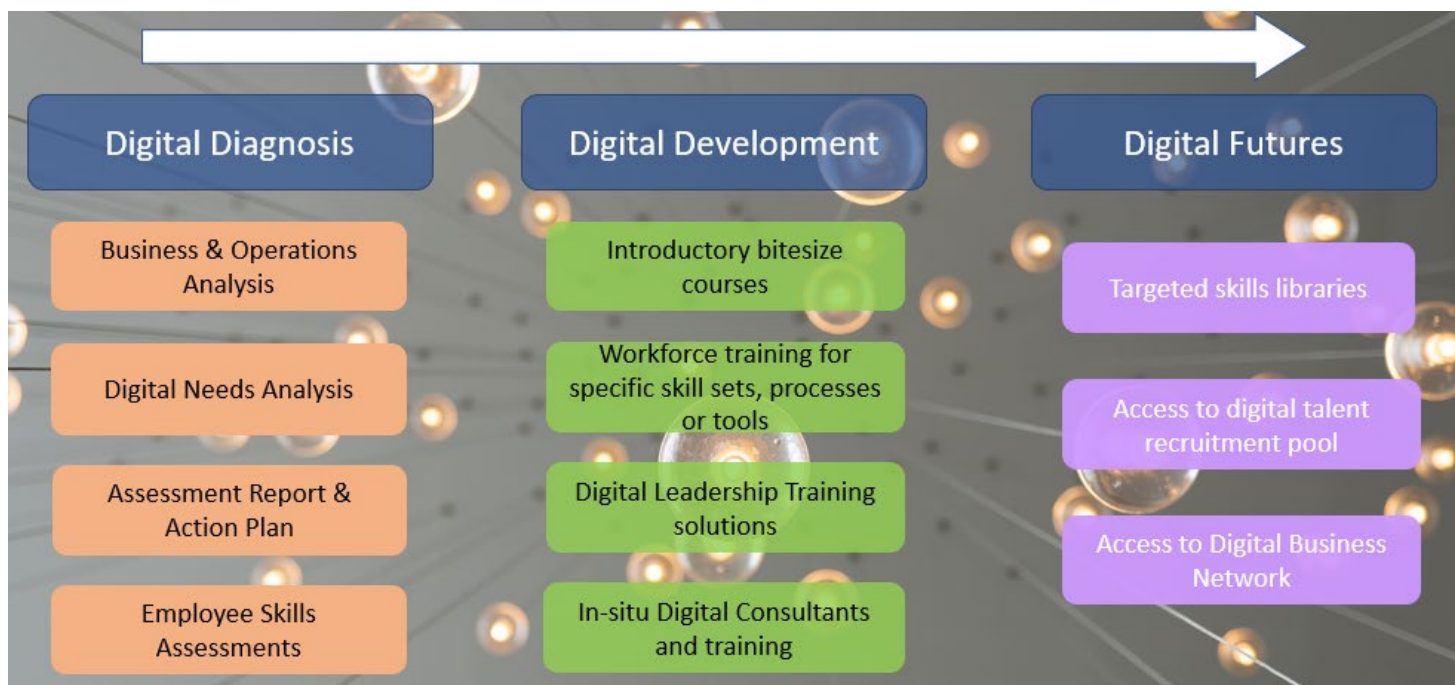 Digital Diagnosis
Business & Operations
Analysis
Digital Needs Analysis
Assessment Report &
Action Plan
Employee Skills
Assessments
Digital Development
Introductory bitesize
courses
Workforce training for
specific skill sets, processes
or tools
Digital Leadership Training
solutions
In-situ Digital Consultants
and training
Digital Futures
Targeted skills libraries
Access to digital talent
recruitment pool
Access to Digital Business
Network